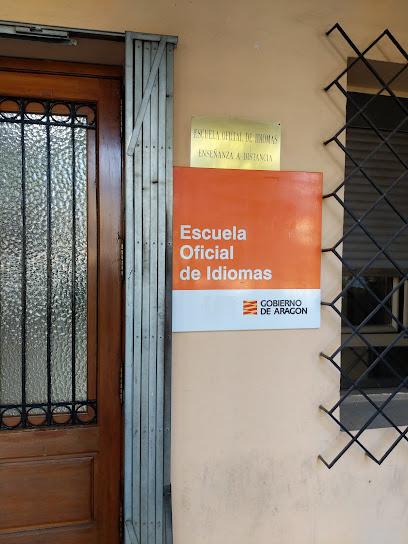 ESCUELA OFICIAL DE IDIOMAS
ENSEÑANZA A DISTANCIA
Escuela
Oficial
de Idiomas
GOBIERNO
DE ARAGON